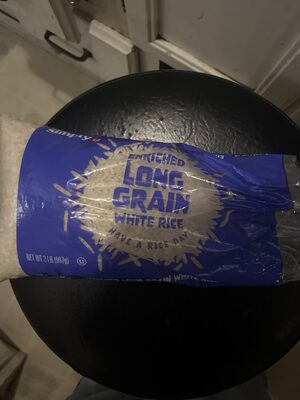 ENRICHED
LONG
GRAIN
WHITE RICE
HAVE A RICE DAY
NET WT 2 LB (907g)